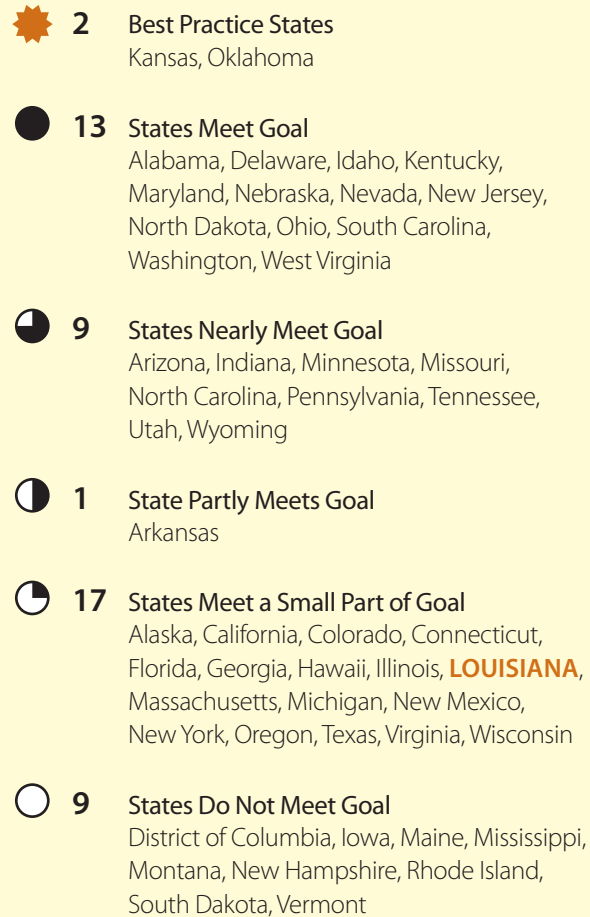 2 Best Practice States
Kansas, Oklahoma
13 States Meet Goal
Alabama, Delaware, Idaho, Kentucky,
Maryland, Nebraska, Nevada, New Jersey,
North Dakota, Ohio, South Carolina,
Washington, West Virginia
9 States Nearly Meet Goal
Arizona, Indiana, Minnesota, Missouri,
North Carolina, Pennsylvania, Tennessee,
Utah, Wyoming
1 State Partly Meets Goal
Arkansas
17 States Meet a Small Part of Goal
Alaska, California, Colorado, Connecticut,
Florida, Georgia, Hawaii, Illinois, LOUISIANA,
Massachusetts, Michigan, New Mexico,
New York, Oregon, Texas, Virginia, Wisconsin
9 States Do Not Meet Goal
District of Columbia, Iowa, Maine, Mississippi,
Montana, New Hampshire, Rhode Island,
South Dakota, Vermont